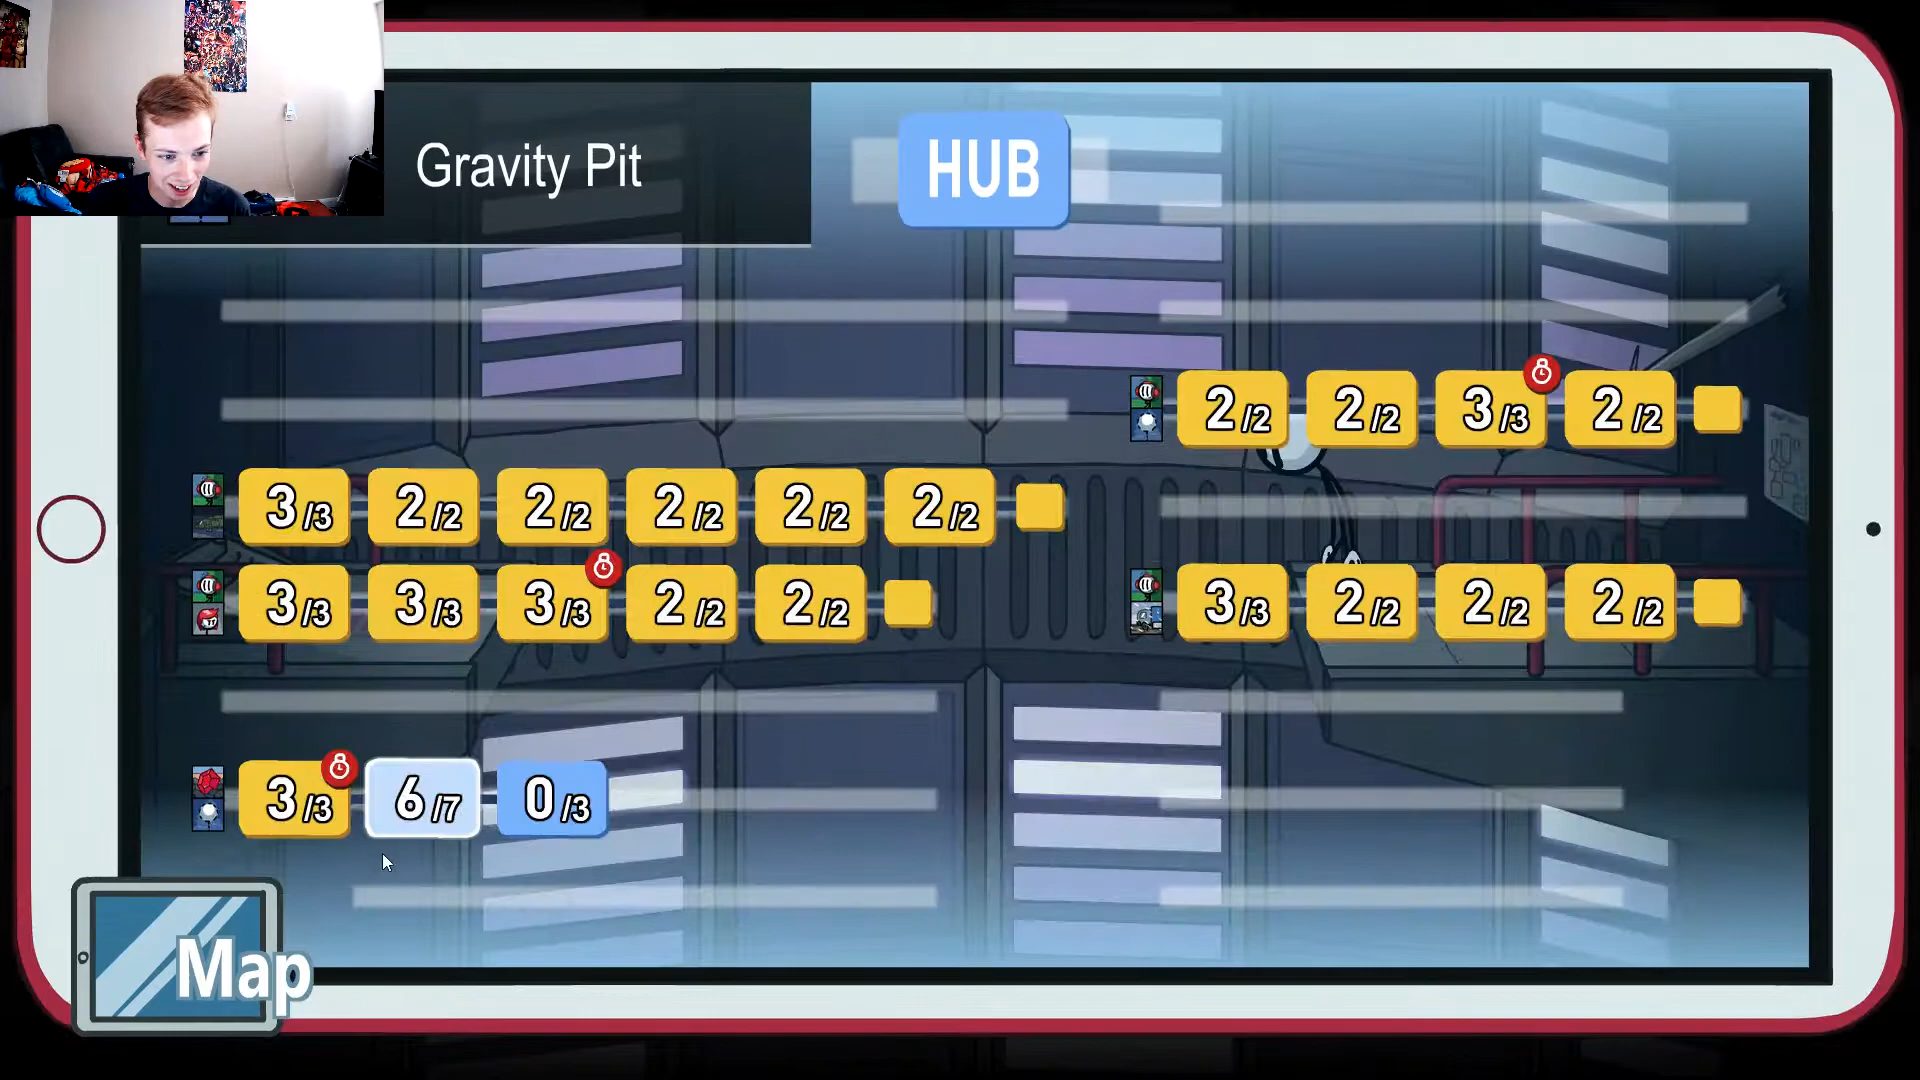 Gravity Pit
HUB
2/2 2/2 3/3 2/2
3/3 2/2 2/2 2/2 2/2 2/2
3/3 3/3 3/3 2/2 2/2
3/3 2/2 2/2 2/2
3/3 6/7 0/3
Map